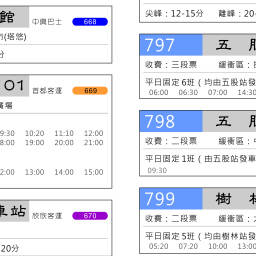 館 中興巴士 668
(塔悠)
分
01 首都客運 669
廣場
9:30 10:20 11:10 12:00
8:00 19:00 20:00 21:00
12:00 13:00 14:00 15:00
車站 欣欣客運 670
20分
尖峰：12-15分 離峰：20-
797 五 股
收費：三段票 緩衝區：
平日固定6班（均由五股站發
06:00 06:30 07:00 14:30
798 五 股
收費：二段票 緩衝區：
平日固定1班（由五股站發車
09:30
799 樹 林
收費：二段票 緩衝區：
平日固定5班（均由樹林站發
05:20 07:20 10:00 13:00